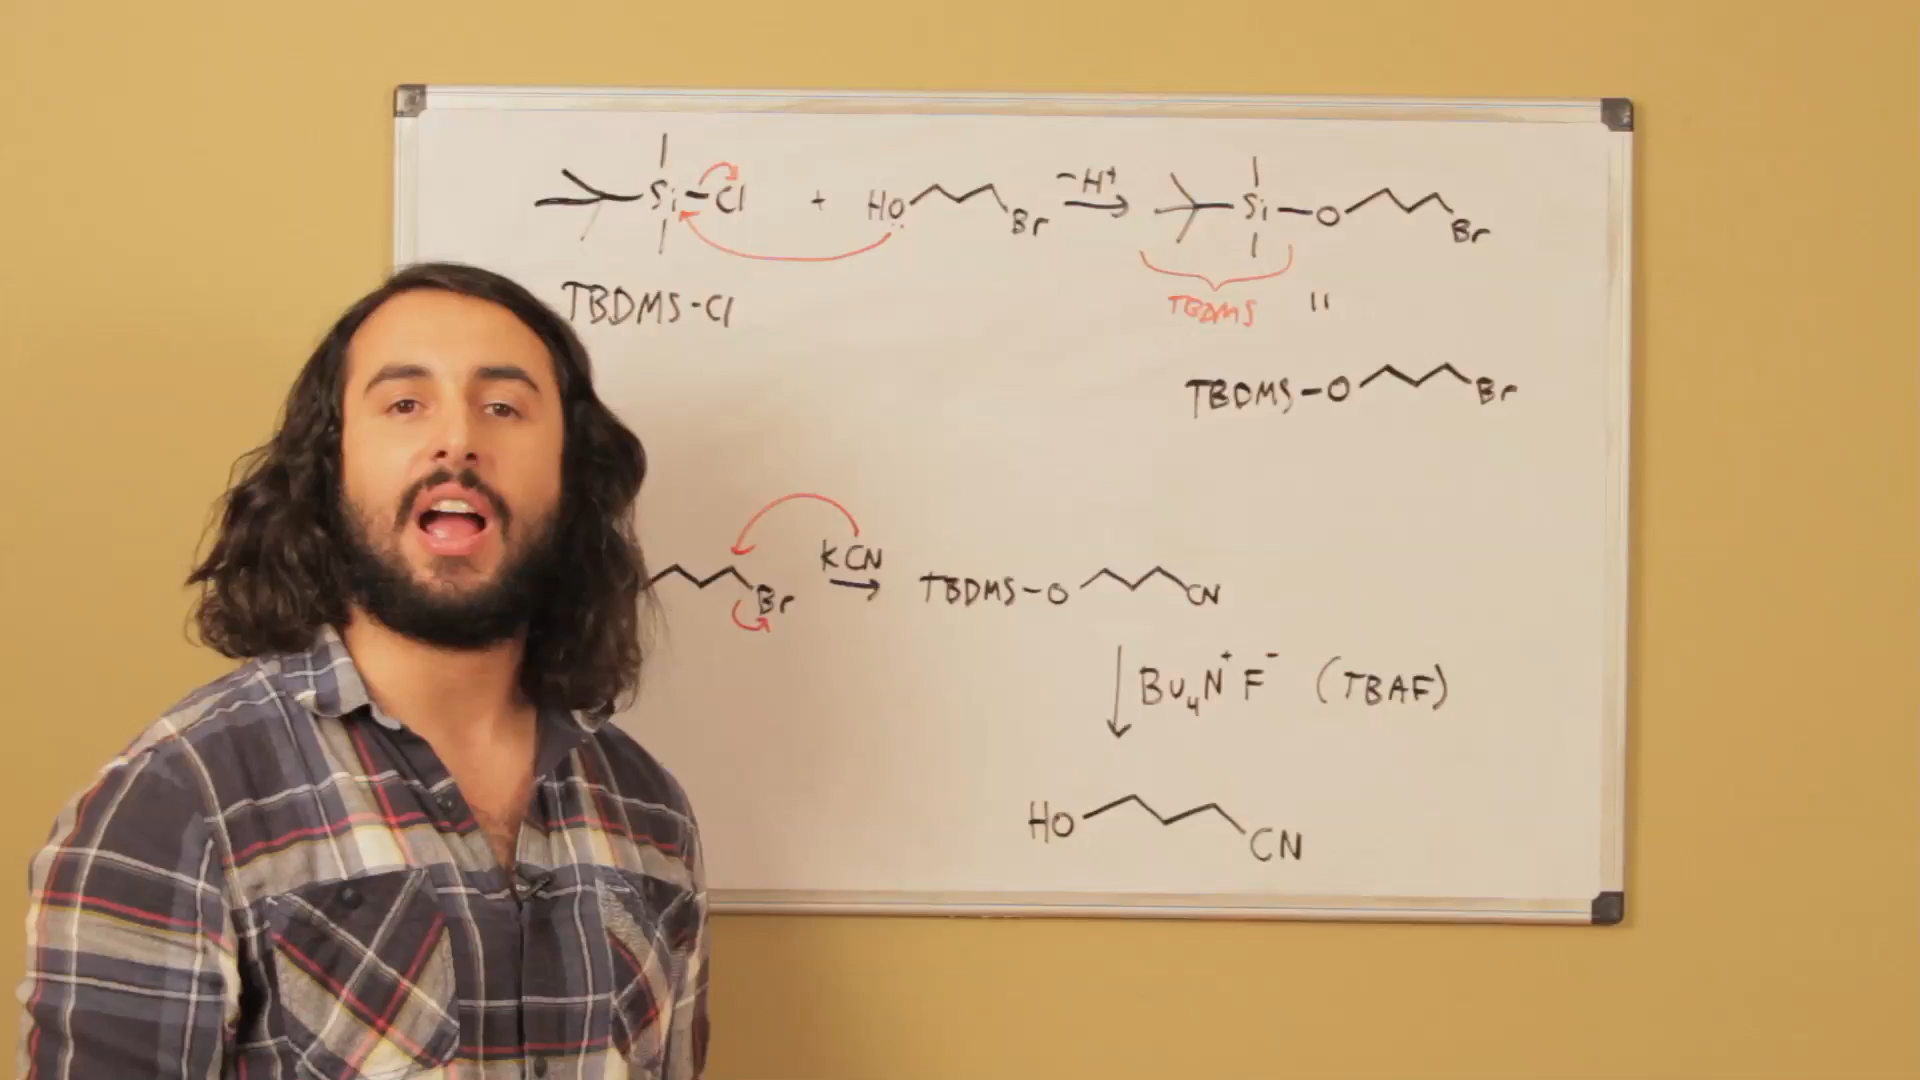 Si-Cl + HO Br -H⁺ Si-O Br
TBDMS-Cl TBDMS "
TBDMS-O Br
Br KCN TBDMS-O CN
Bu₄N⁺ F⁻ (TBAF)
HO CN